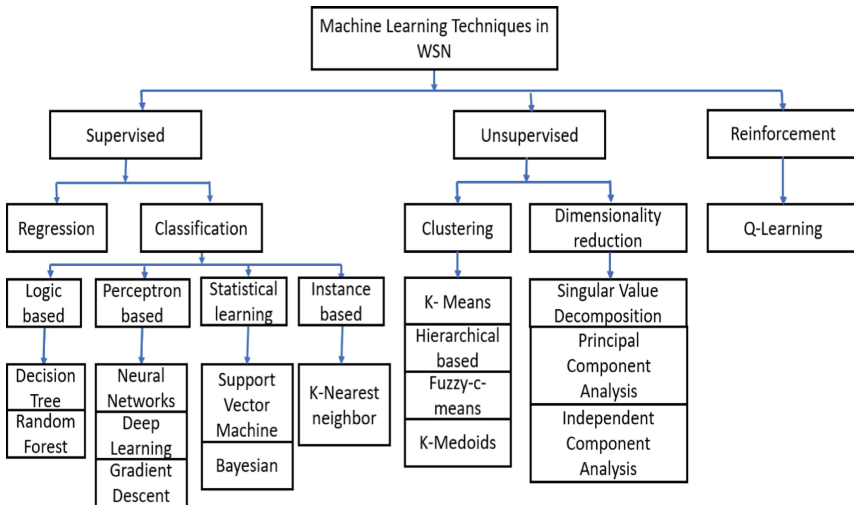 Machine Learning Techniques in
WSN
Supervised
Unsupervised
Reinforcement
Regression
Classification
Clustering
Dimensionality
reduction
Q-Learning
Logic
based
Perceptron
based
Statistical
learning
Instance
based
K- Means
Hierarchical
based
Fuzzy-c-
means
K-Medoids
Singular Value
Decomposition
Principal
Component
Analysis
Independent
Component
Analysis
Decision
Tree
Random
Forest
Neural
Networks
Deep
Learning
Gradient
Descent
Support
Vector
Machine
Bayesian
K-Nearest
neighbor